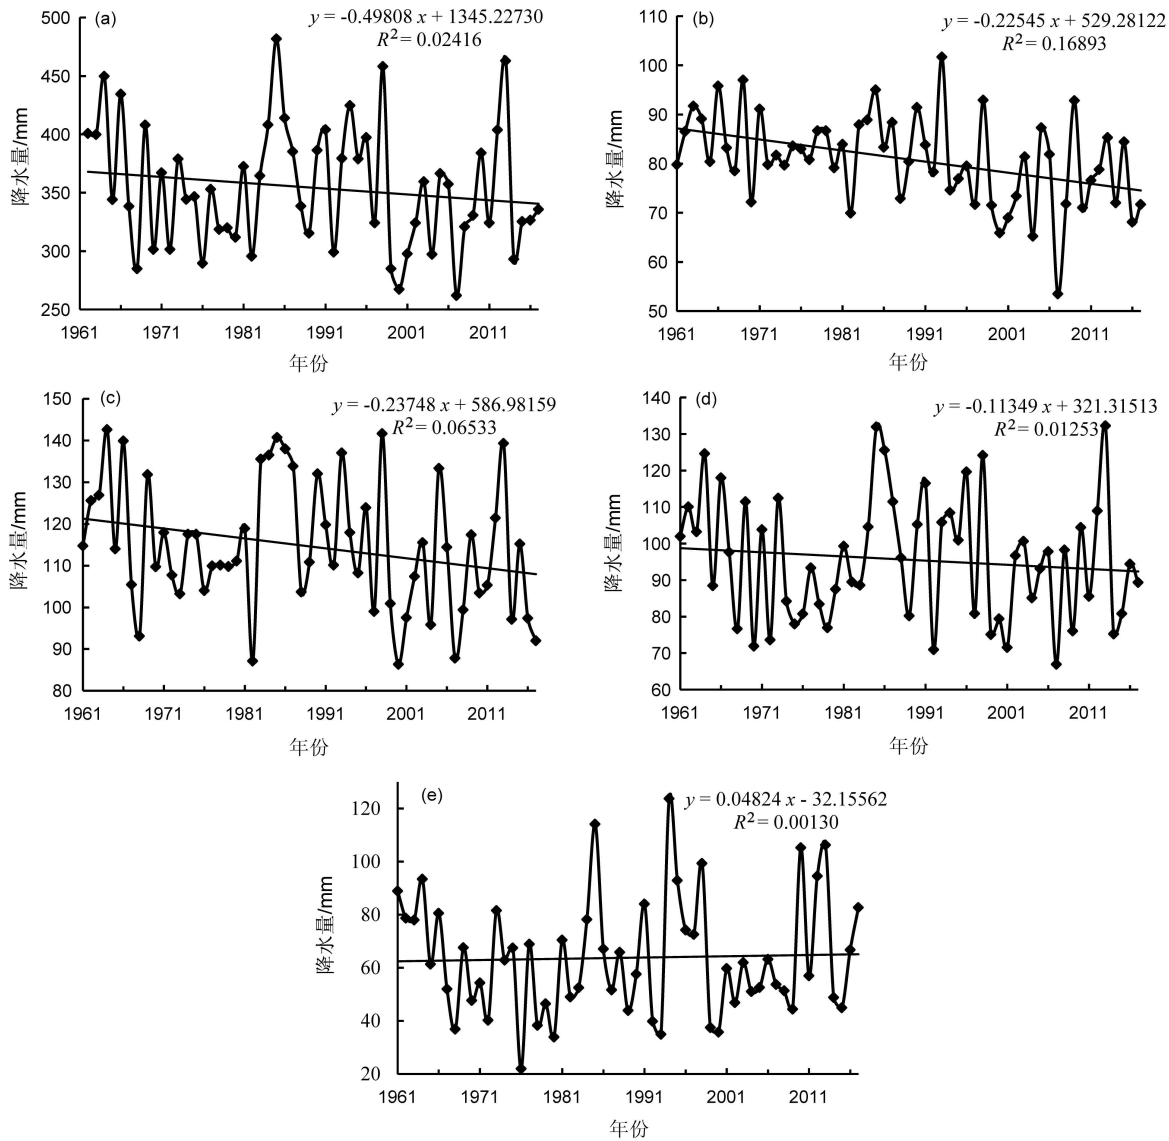 (a)
y = -0.49808 x + 1345.22730
R² = 0.02416
500
450
400
350
300
250
降水量/mm
1961 1971 1981 1991 2001 2011
年份
(b)
y = -0.22545 x + 529.28122
R² = 0.16893
110
100
90
80
70
60
50
降水量/mm
1961 1971 1981 1991 2001 2011
年份
(c)
y = -0.23748 x + 586.98159
R² = 0.06533
150
140
130
120
110
100
90
80
降水量/mm
1961 1971 1981 1991 2001 2011
年份
(d)
y = -0.11349 x + 321.31513
R² = 0.01253
140
130
120
110
100
90
80
70
60
降水量/mm
1961 1971 1981 1991 2001 2011
年份
(e)
y = 0.04824 x - 32.15562
R² = 0.00130
120
100
80
60
40
20
降水量/mm
1961 1971 1981 1991 2001 2011
年份